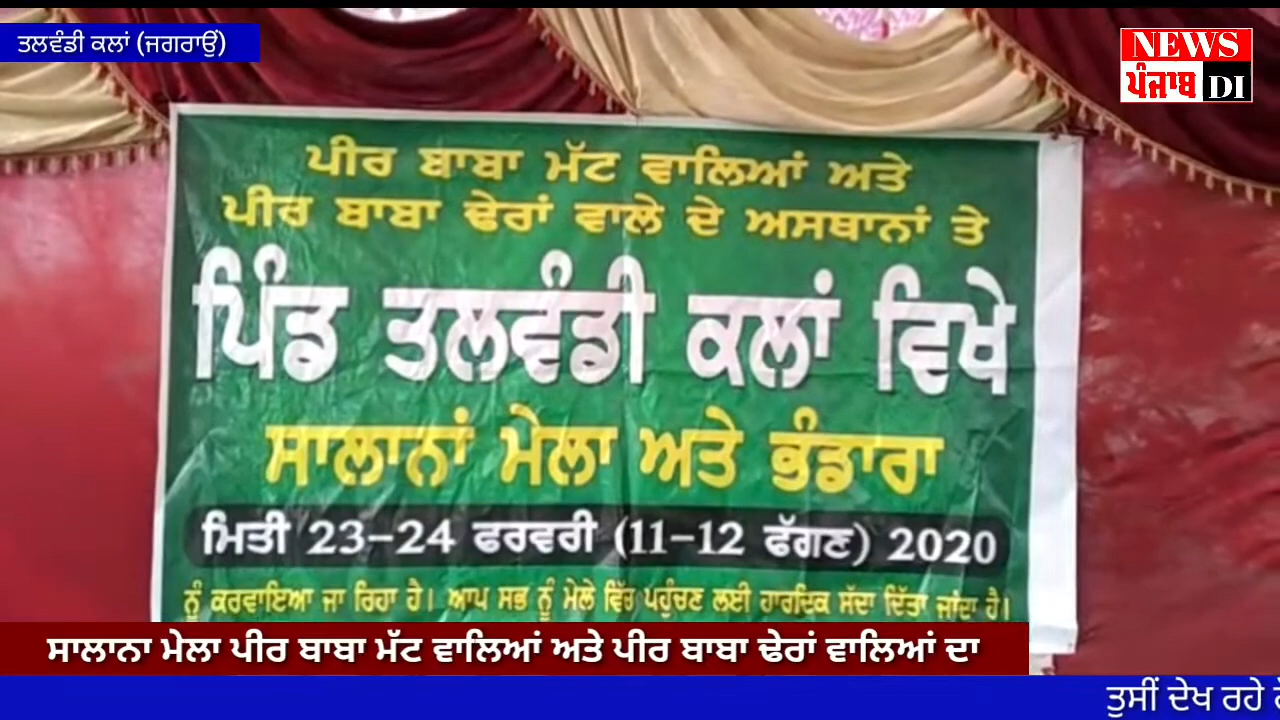 ਤਲਵੰਡੀ ਕਲਾਂ (ਜਗਰਾਉਂ)
NEWS
ਪੰਜਾਬ DI
ਪੀਰ ਬਾਬਾ ਮੱਟ ਵਾਲਿਆਂ ਅਤੇ
ਪੀਰ ਬਾਬਾ ਢੇਰਾਂ ਵਾਲੇ ਦੇ ਅਸਥਾਨਾਂ ਤੇ
ਪਿੰਡ ਤਲਵੰਡੀ ਕਲਾਂ ਵਿਖੇ
ਸਾਲਾਨਾਂ ਮੇਲਾ ਅਤੇ ਭੰਡਾਰਾ
ਮਿਤੀ 23-24 ਫਰਵਰੀ (11-12 ਫੱਗਣ) 2020
ਨੂੰ ਕਰਵਾਇਆ ਜਾ ਰਿਹਾ ਹੈ। ਆਪ ਸਭ ਨੂੰ ਮੇਲੇ ਵਿੱਚ ਪਹੁੰਚਣ ਲਈ ਹਾਰਦਿਕ ਸੱਦਾ ਦਿੱਤਾ ਜਾਂਦਾ ਹੈ।
ਸਾਲਾਨਾ ਮੇਲਾ ਪੀਰ ਬਾਬਾ ਮੱਟ ਵਾਲਿਆਂ ਅਤੇ ਪੀਰ ਬਾਬਾ ਢੇਰਾਂ ਵਾਲਿਆਂ ਦਾ
ਤੁਸੀਂ ਦੇਖ ਰਹੇ